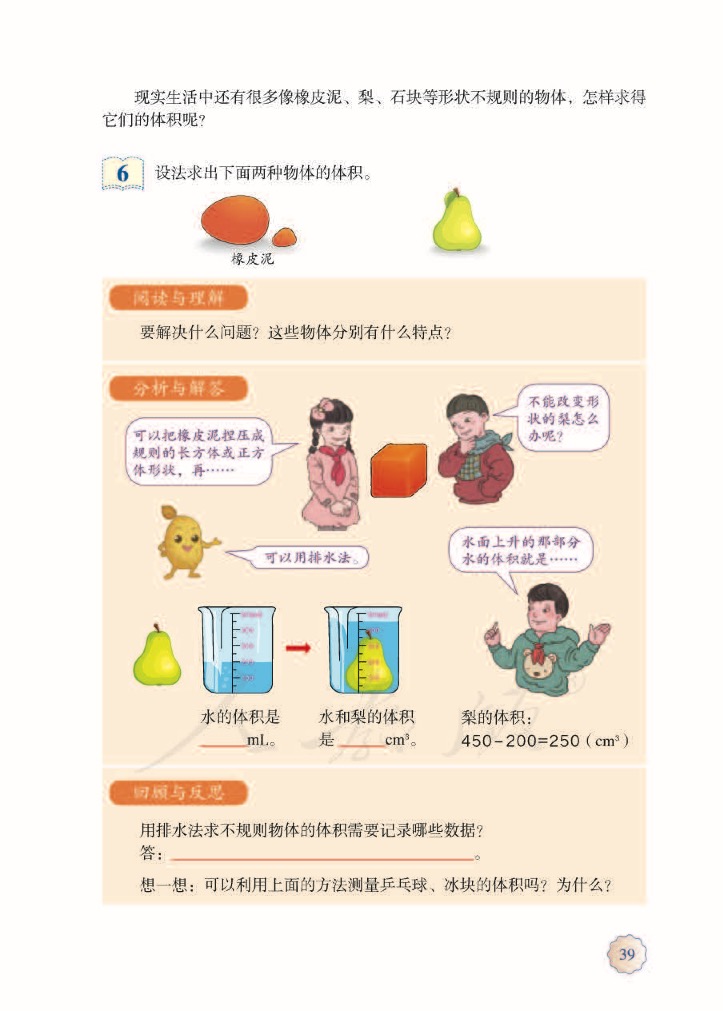 现实生活中还有很多像橡皮泥、梨、石块等形状不规则的物体，怎样求得
它们的体积呢？
6 设法求出下面两种物体的体积。
橡皮泥
阅读与理解
要解决什么问题？这些物体分别有什么特点？
分析与解答
可以把橡皮泥捏压成
规则的长方体或正方
体形状，再……
不能改变形
状的梨怎么
办呢？
可以用排水法。
水面上升的那部分
水的体积就是……
水的体积是
mL。
水和梨的体积
是 cm³。
梨的体积：
450-200=250（cm³）
回顾与反思
用排水法求不规则物体的体积需要记录哪些数据？
答： 。
想一想：可以利用上面的方法测量乒乓球、冰块的体积吗？为什么？
39